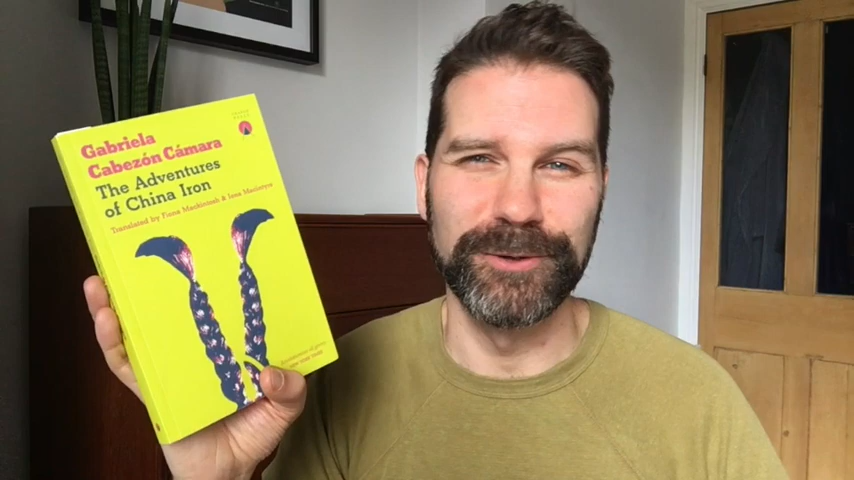 Gabriela
Cabezón Cámara
The Adventures
of China Iron
Translated by Fiona Mackintosh & Iona Macintyre